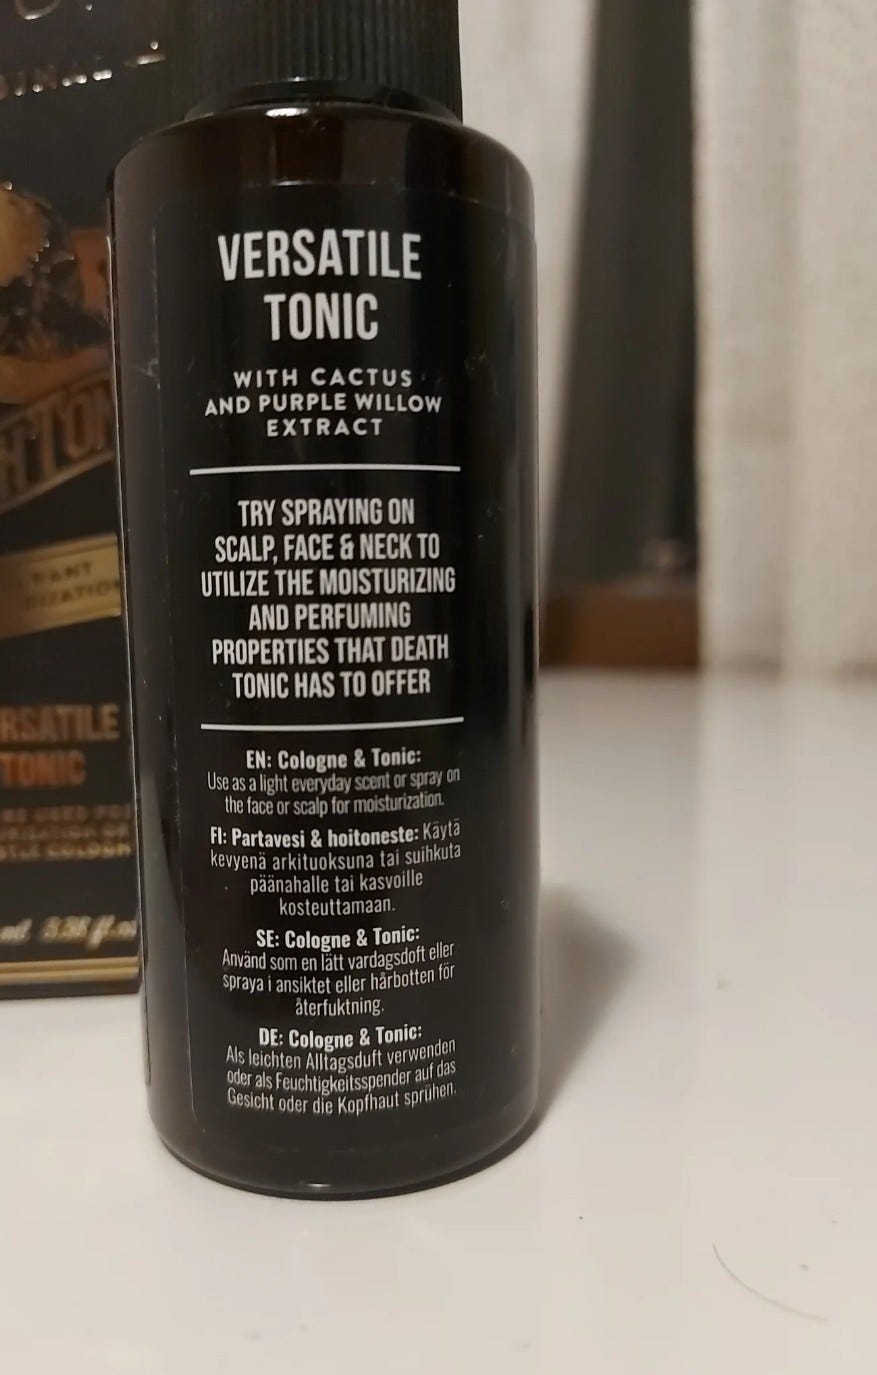 VERSATILE
TONIC
WITH CACTUS
AND PURPLE WILLOW
EXTRACT
TRY SPRAYING ON
SCALP, FACE & NECK TO
UTILIZE THE MOISTURIZING
AND PERFUMING
PROPERTIES THAT DEATH
TONIC HAS TO OFFER
EN: Cologne & Tonic:
Use as a light everyday scent or spray on
the face or scalp for moisturization.
FI: Partavesi & hoitoneste: Käytä
kevyenä arkituoksuna tai suihkuta
päänahalle tai kasvoille
kosteuttamaan.
SE: Cologne & Tonic:
Använd som en lätt vardagsdoft eller
spraya i ansiktet eller hårbotten för
återfuktning.
DE: Cologne & Tonic:
Als leichten Alltagsduft verwenden
oder als Feuchtigkeitsspender auf das
Gesicht oder die Kopfhaut sprühen.
RSATILE
TONIC